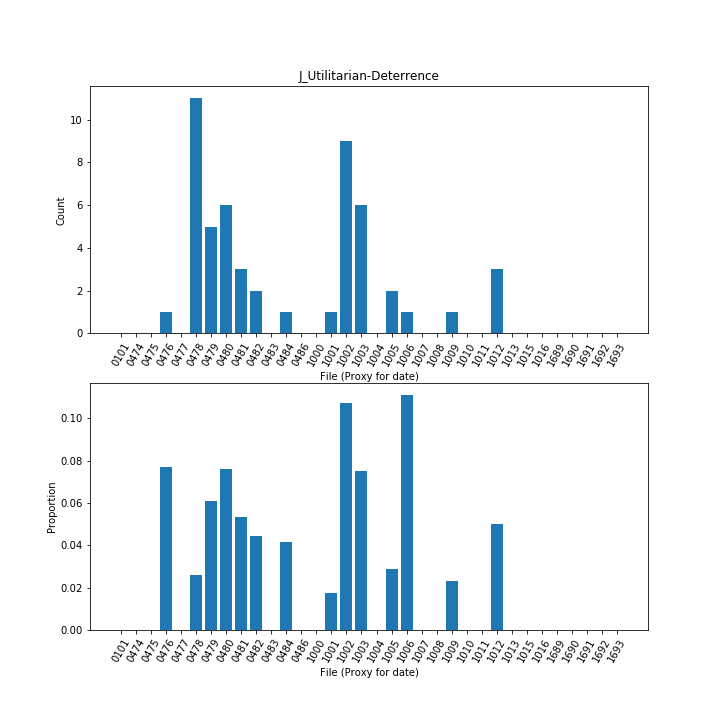 J_Utilitarian-Deterrence
10
8
6
4
2
0
Count
0101 0474 0475 0476 0477 0478 0479 0480 0481 0482 0483 0484 0486 1000 1001 1002 1003 1004 1005 1006 1007 1008 1009 1010 1011 1012 1013 1015 1016 1689 1690 1691 1692 1693
File (Proxy for date)
0.10
0.08
0.06
0.04
0.02
0.00
Proportion
0101 0474 0475 0476 0477 0478 0479 0480 0481 0482 0483 0484 0486 1000 1001 1002 1003 1004 1005 1006 1007 1008 1009 1010 1011 1012 1013 1015 1016 1689 1690 1691 1692 1693
File (Proxy for date)